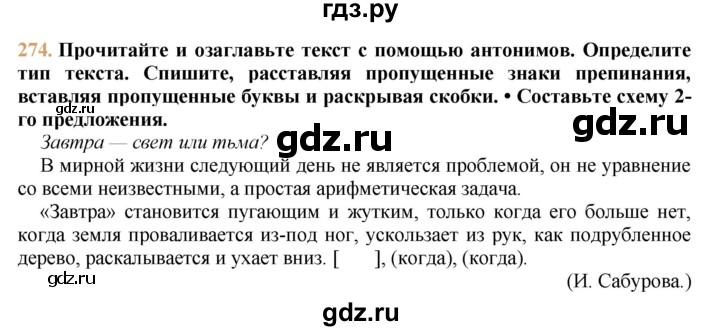 гдз.ру
274. Прочитайте и озаглавьте текст с помощью антонимов. Определите
тип текста. Спишите, расставляя пропущенные знаки препинания,
вставляя пропущенные буквы и раскрывая скобки. • Составьте схему 2-
го предложения.
gdz.ru gdz.ru
Завтра — свет или тьма?
В мирной жизни следующий день не является проблемой, он не уравнение
со всеми неизвестными, а простая арифметическая задача.
«Завтра» становится пугающим и жутким, только когда его больше нет,
когда земля проваливается из-под ног, ускользает из рук, как подрубленное
gdz.ru gdz.ru
дерево, раскалывается и ухает вниз. [ ], (когда), (когда).
(И. Сабурова.)
gdz.ru